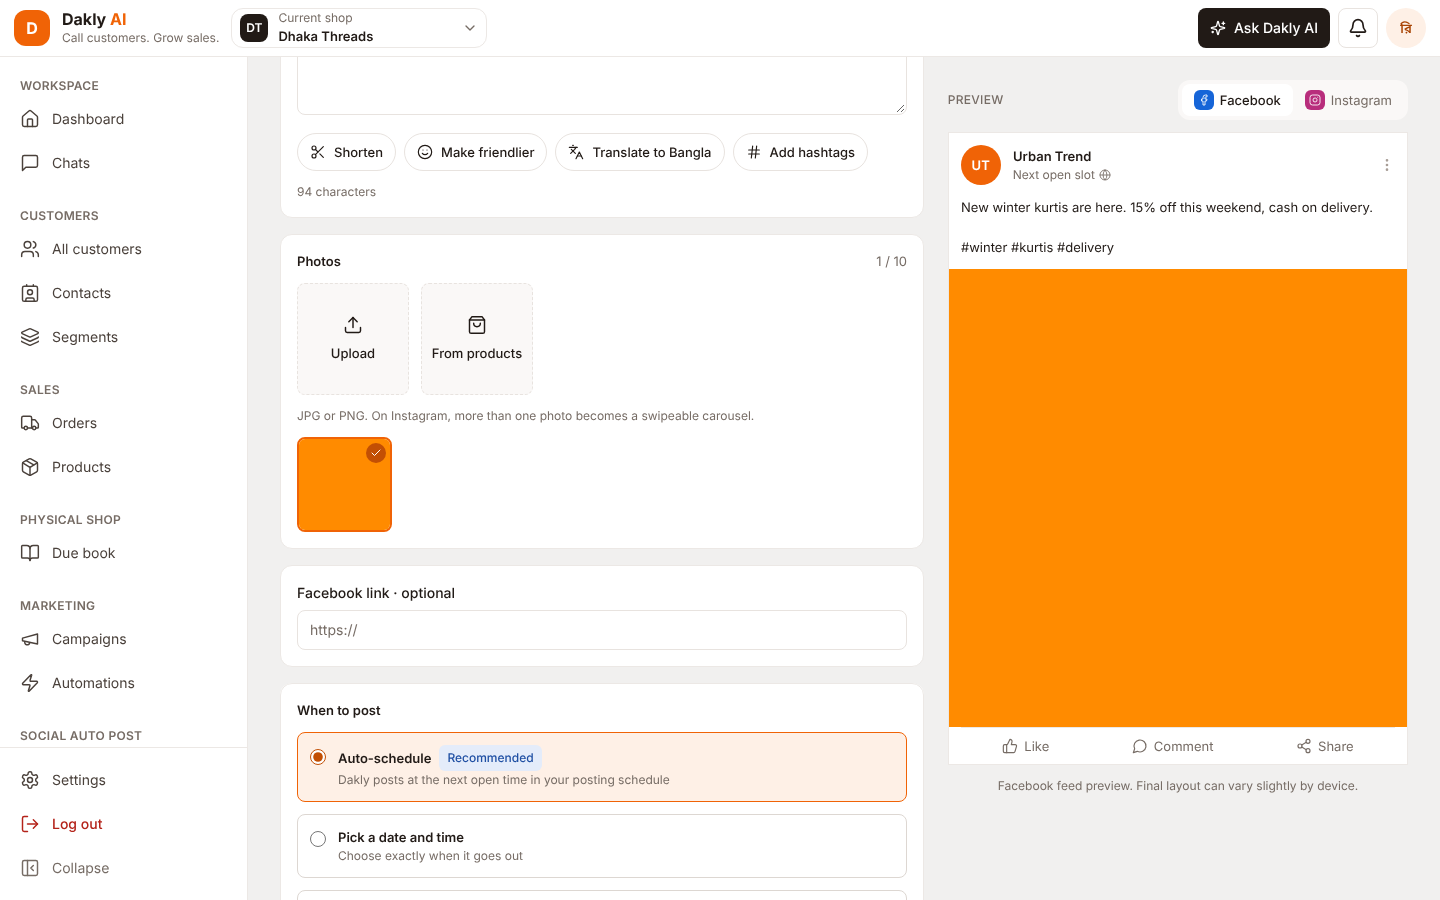 D
Dakly AI
Call customers. Grow sales.
DT
Current shop
Dhaka Threads
Ask Dakly AI
রি
WORKSPACE
Dashboard
Chats
CUSTOMERS
All customers
Contacts
Segments
SALES
Orders
Products
PHYSICAL SHOP
Due book
MARKETING
Campaigns
Automations
SOCIAL AUTO POST
Settings
Log out
Collapse
Shorten
Make friendlier
Translate to Bangla
Add hashtags
94 characters
Photos
1 / 10
Upload
From products
JPG or PNG. On Instagram, more than one photo becomes a swipeable carousel.
Facebook link · optional
https://
When to post
Auto-schedule
Recommended
Dakly posts at the next open time in your posting schedule
Pick a date and time
Choose exactly when it goes out
PREVIEW
Facebook
Instagram
UT
Urban Trend
Next open slot
New winter kurtis are here. 15% off this weekend, cash on delivery.
#winter #kurtis #delivery
Like
Comment
Share
Facebook feed preview. Final layout can vary slightly by device.